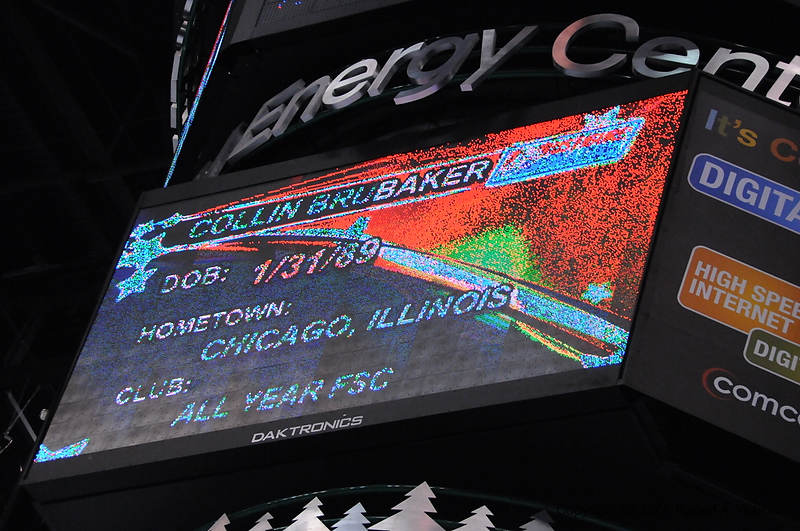 Energy Cent
COLLIN BRUBAKER
DOB: 1/31/89
HOMETOWN:
CHICAGO, ILLINOIS
CLUB:
ALL YEAR FSC
DAKTRONICS
It's C
DIGITA
HIGH SPEE
INTERNET
DIGI
comc